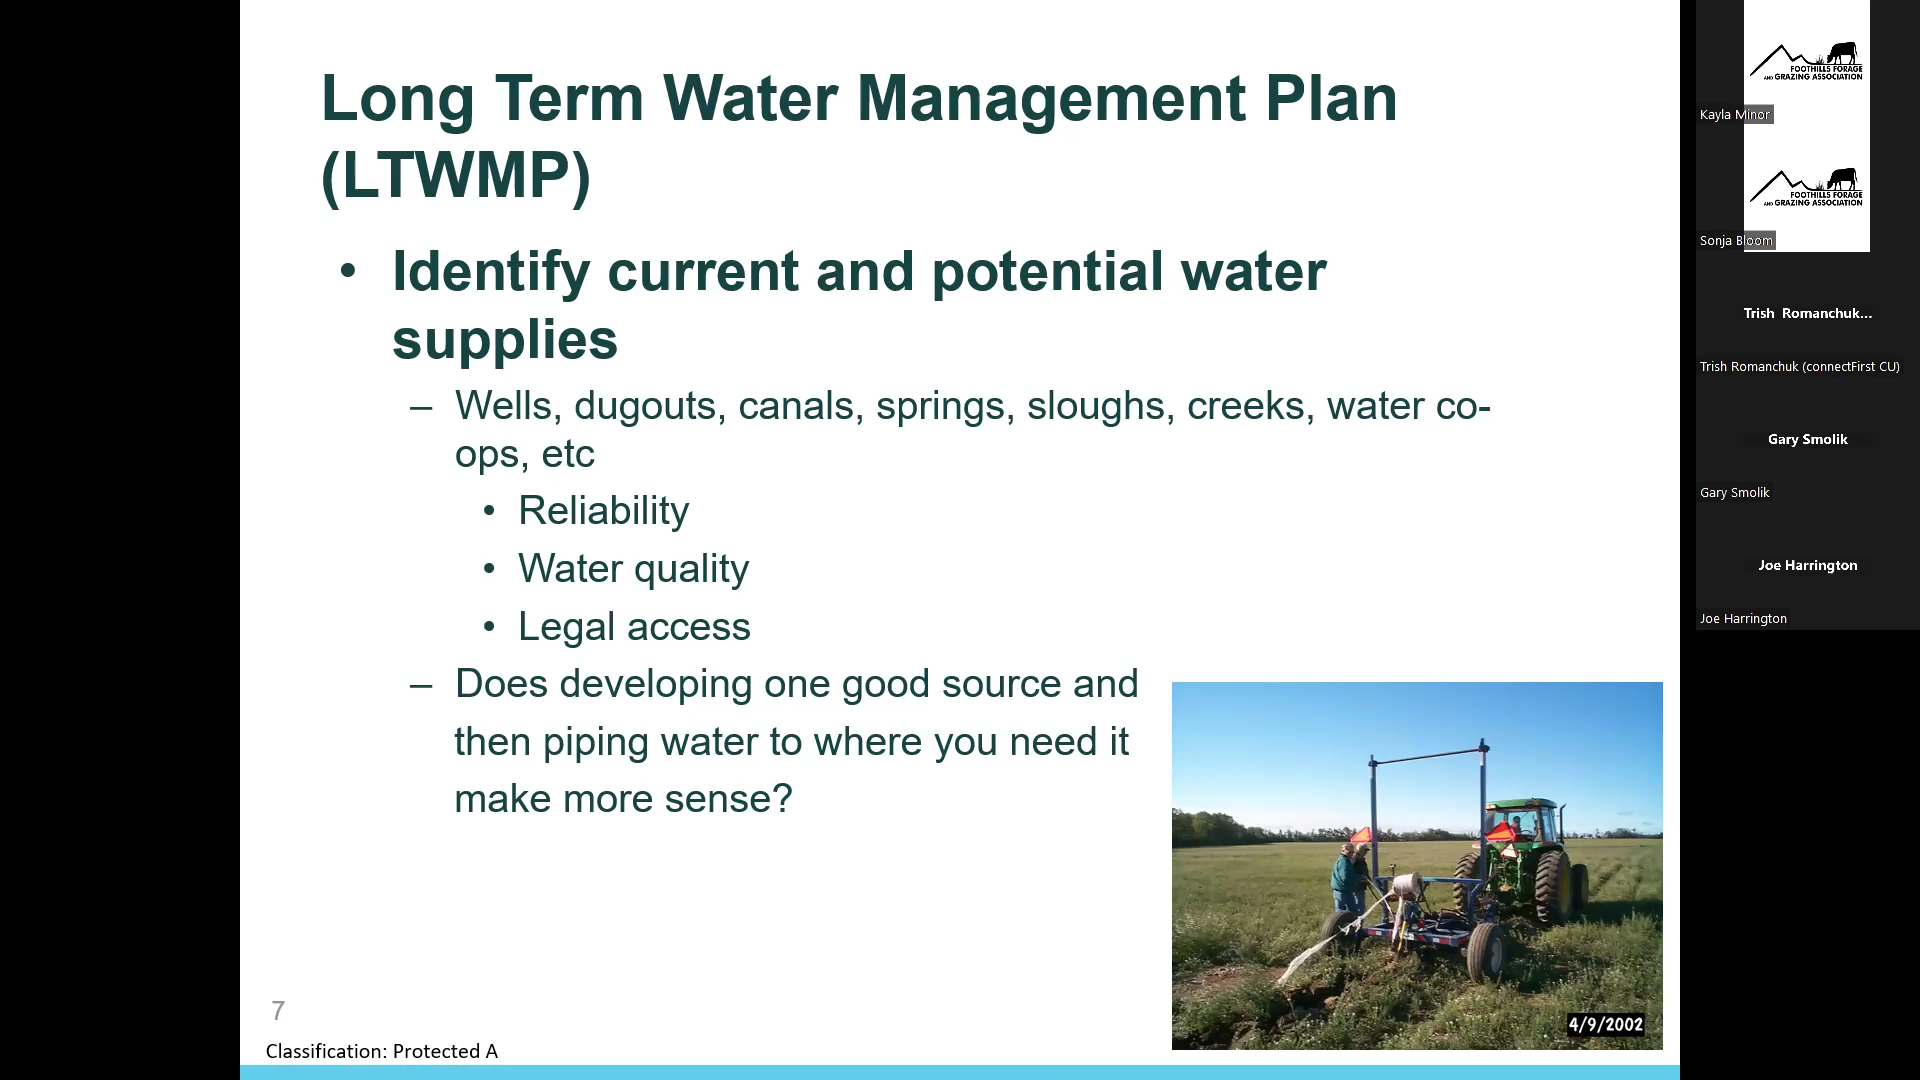 Long Term Water Management Plan
(LTWMP)
• Identify current and potential water
supplies
– Wells, dugouts, canals, springs, sloughs, creeks, water co-
ops, etc
• Reliability
• Water quality
• Legal access
– Does developing one good source and
then piping water to where you need it
make more sense?
4/9/2002
7
Classification: Protected A
FOOTHILLS FORAGE
AND GRAZING ASSOCIATION
Kayla Minor
FOOTHILLS FORAGE
AND GRAZING ASSOCIATION
Sonja Bloom
Trish Romanchuk...
Trish Romanchuk (connectFirst CU)
Gary Smolik
Gary Smolik
Joe Harrington
Joe Harrington